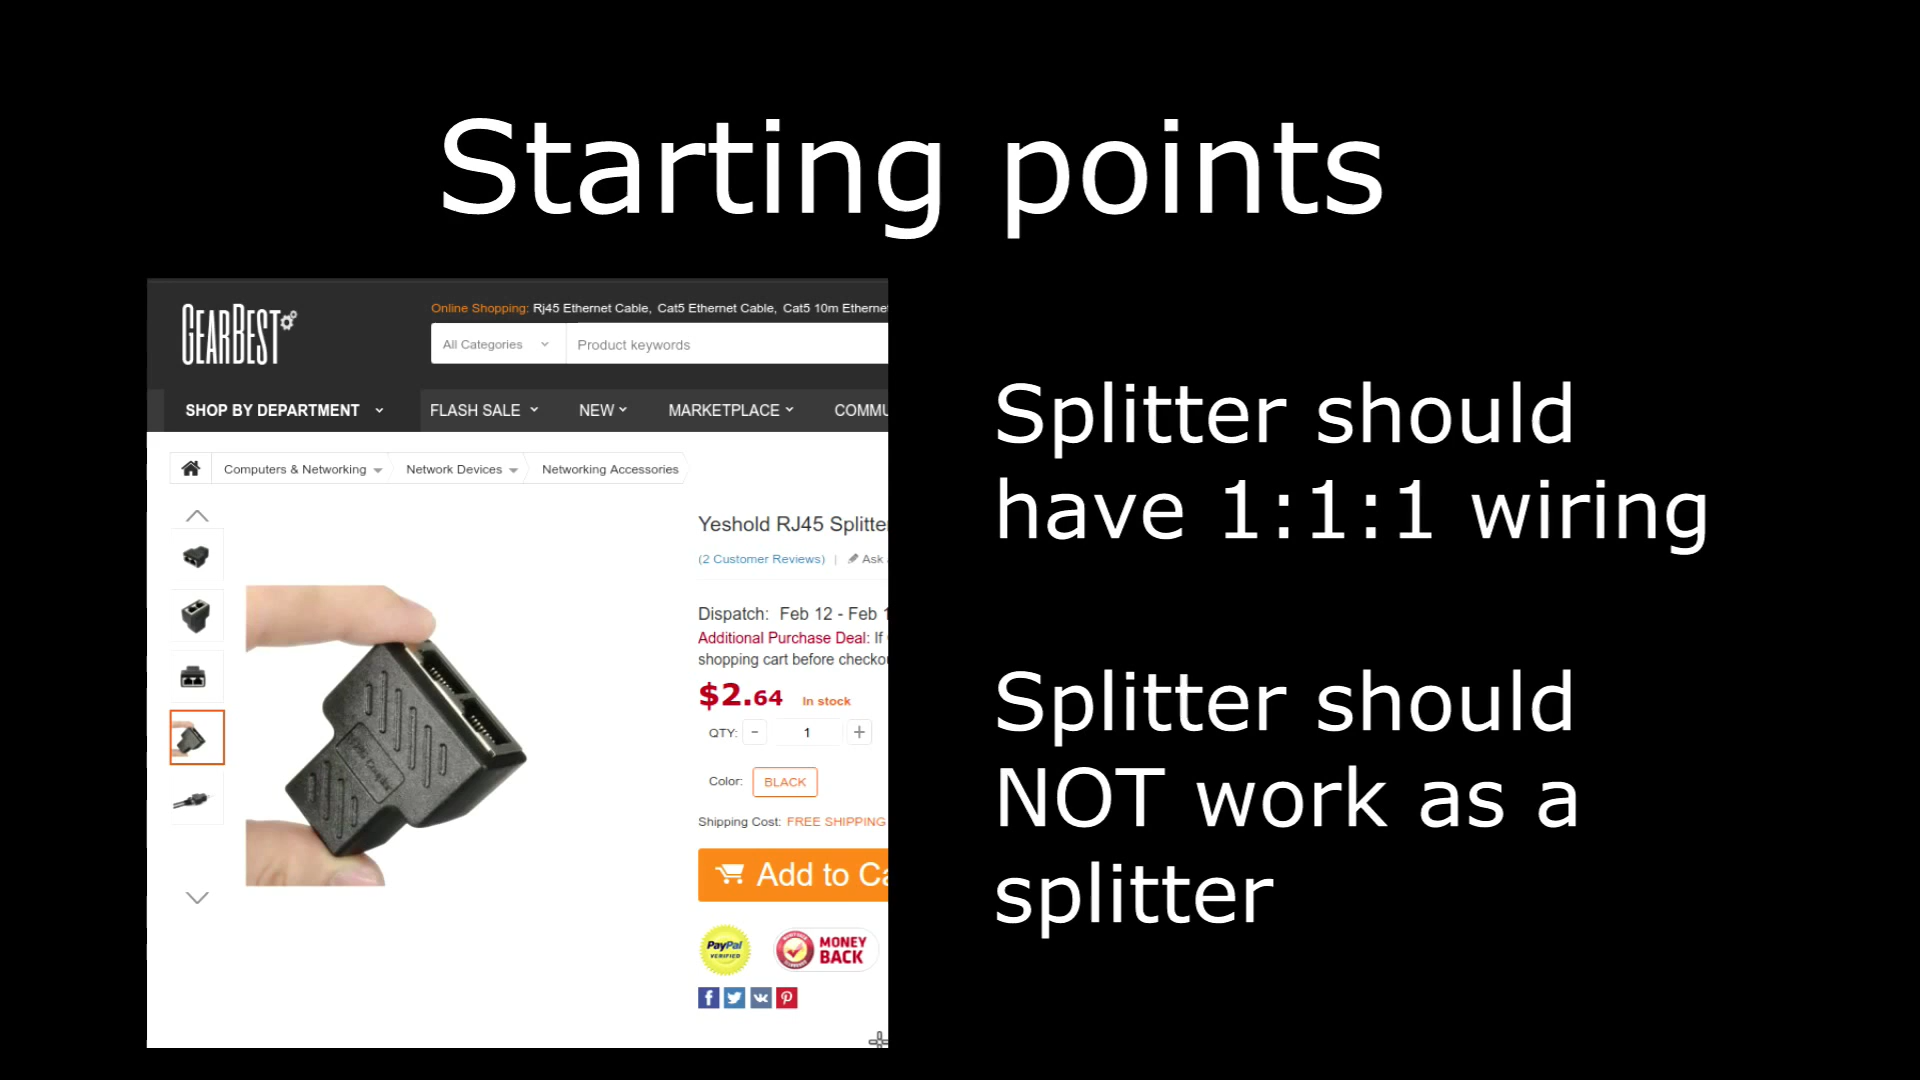 Starting points
GEARBEST
Online Shopping: Rj45 Ethernet Cable, Cat5 Ethernet Cable, Cat5 10m Etherne
All Categories
Product keywords
SHOP BY DEPARTMENT
FLASH SALE
NEW
MARKETPLACE
COMMU
Computers & Networking
Network Devices
Networking Accessories
Yeshold RJ45 Splitte
(2 Customer Reviews) | Ask
Dispatch: Feb 12 - Feb 1
Additional Purchase Deal: If
shopping cart before checkou
$2.64 In stock
QTY: - 1 +
Color: BLACK
Shipping Cost: FREE SHIPPING
Add to Ca
PayPal
VERIFIED
MONEY
BACK
Splitter should
have 1:1:1 wiring
Splitter should
NOT work as a
splitter